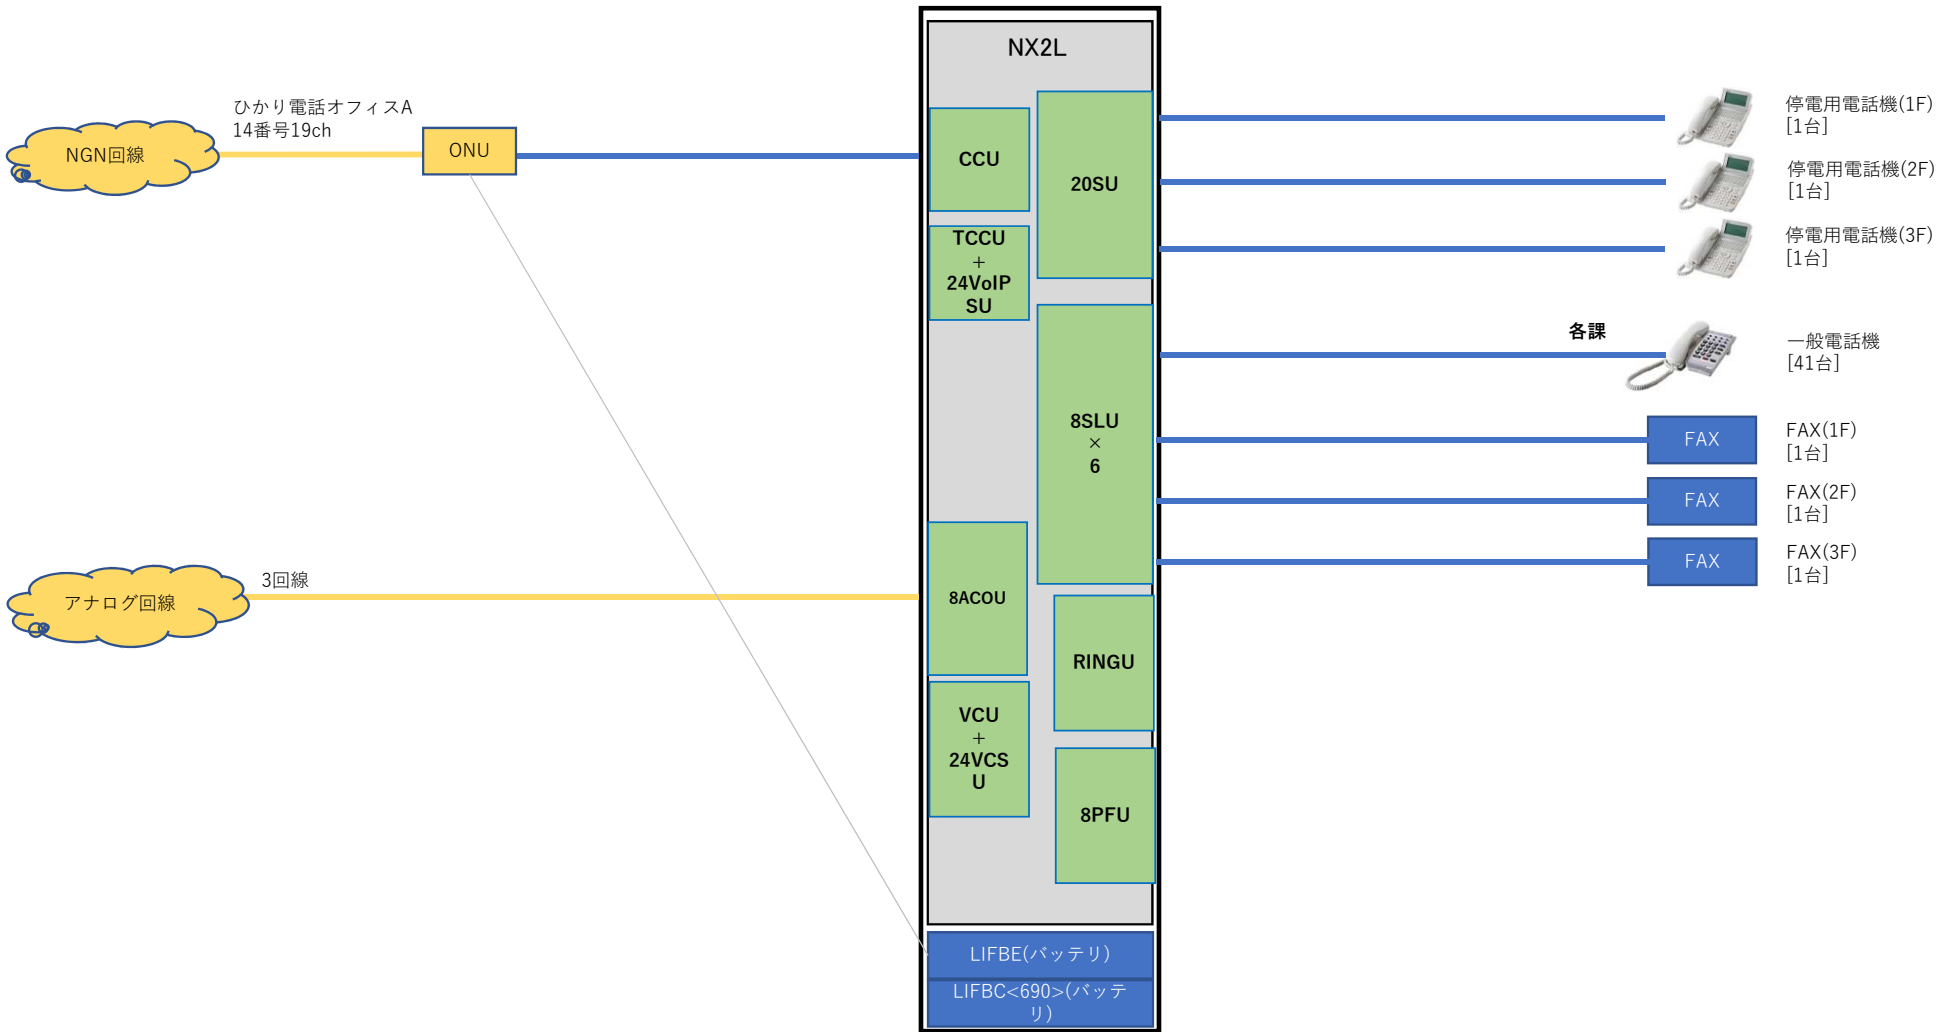 NX2L
ひかり電話オフィスA
14番号19ch
NGN回線
ONU
CCU
20SU
TCCU
+
24VoIP
SU
停電用電話機(1F)
[1台]
停電用電話機(2F)
[1台]
停電用電話機(3F)
[1台]
各課
一般電話機
[41台]
8SLU
×
6
FAX
FAX(1F)
[1台]
FAX
FAX(2F)
[1台]
FAX
FAX(3F)
[1台]
アナログ回線
3回線
8ACOU
RINGU
VCU
+
24VCS
U
8PFU
LIFBE(バッテリ)
LIFBC<690>(バッテ
リ)